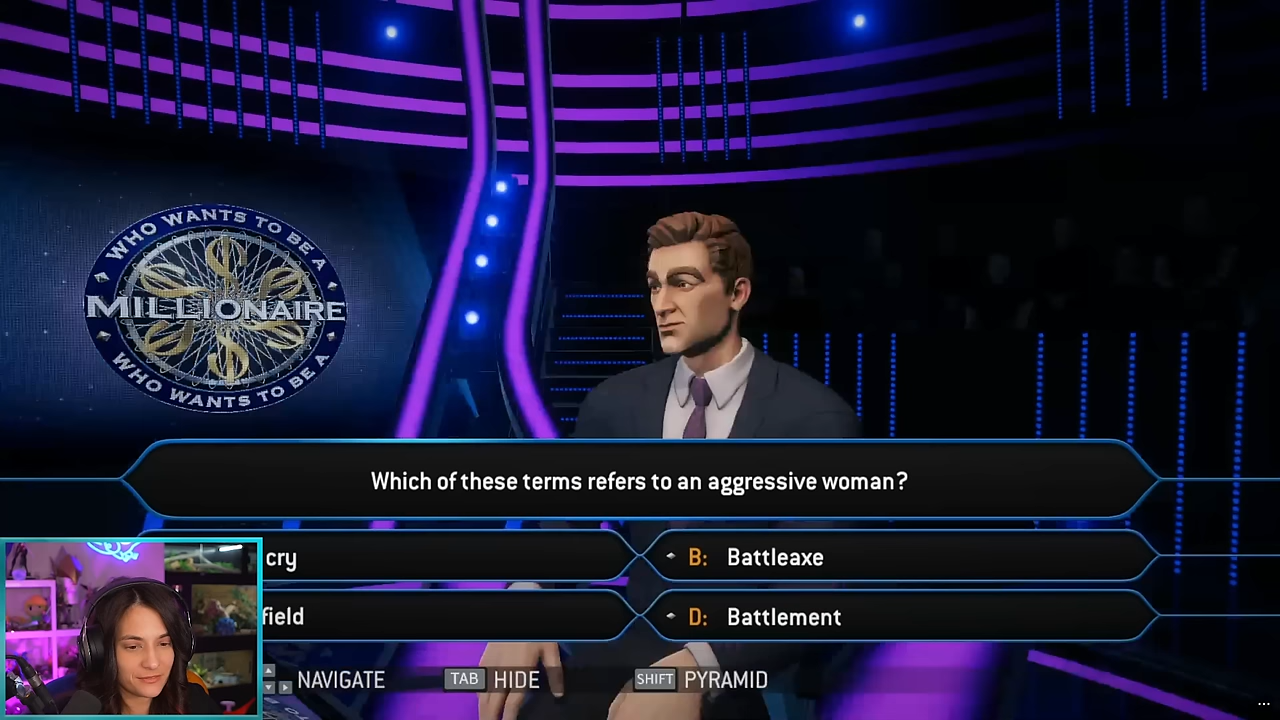 WHO WANTS TO BE A
MILLIONAIRE
WHO WANTS TO BE A
Which of these terms refers to an aggressive woman?
cry
B: Battleaxe
field
D: Battlement
NAVIGATE
TAB HIDE
SHIFT PYRAMID
...